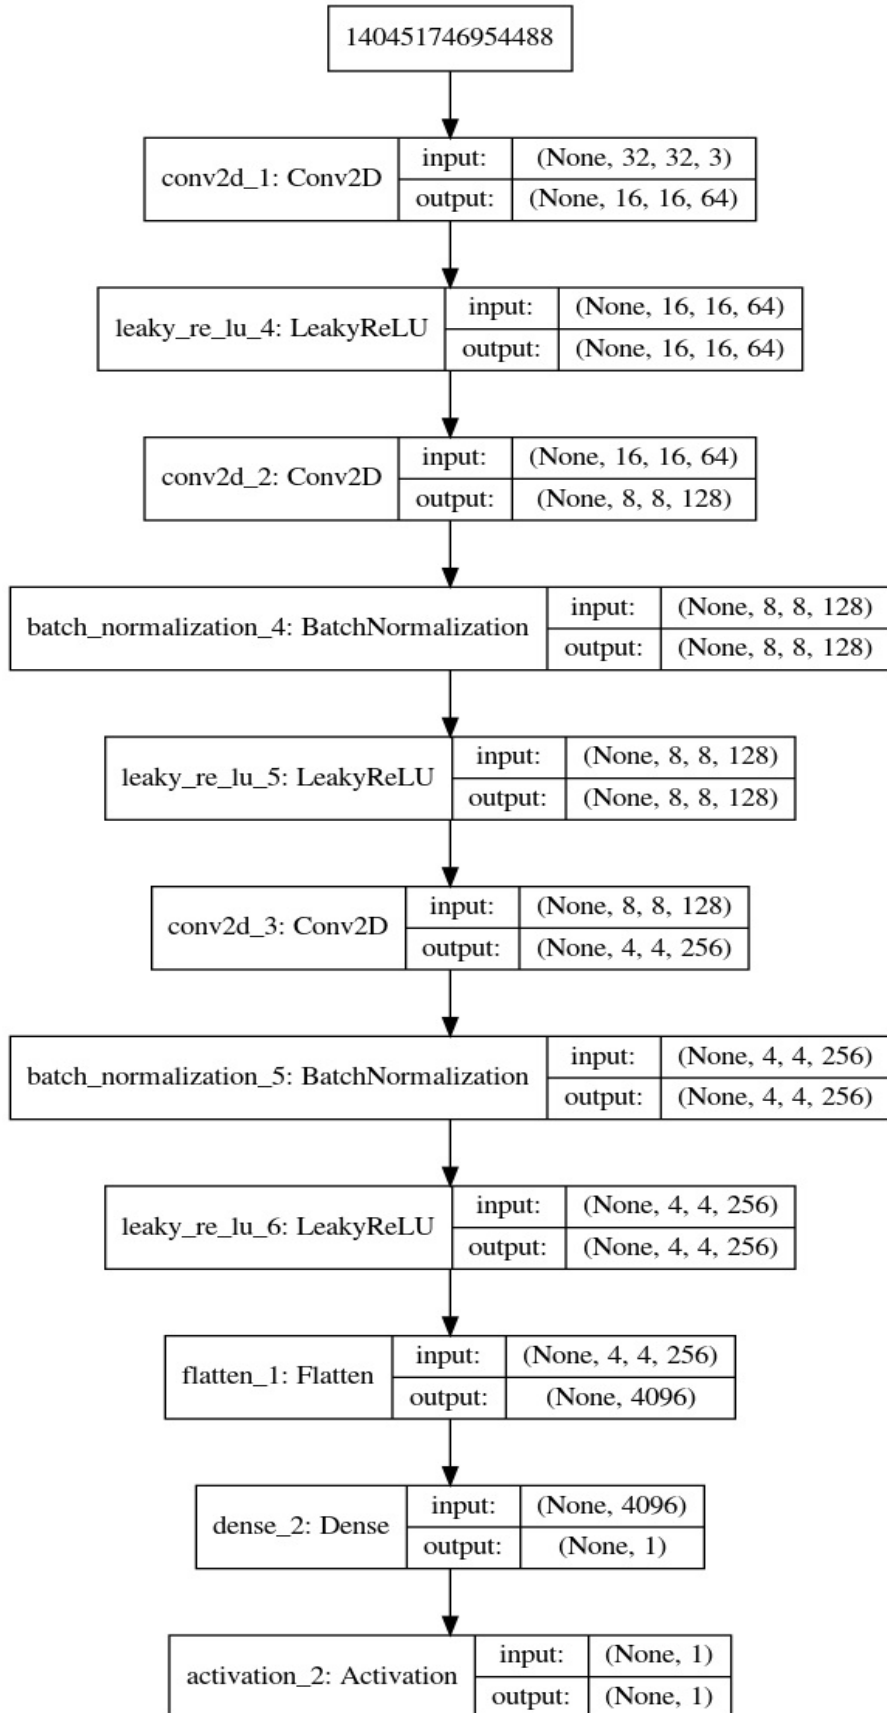 140451746954488
conv2d_1: Conv2D
input: (None, 32, 32, 3)
output: (None, 16, 16, 64)
leaky_re_lu_4: LeakyReLU
input: (None, 16, 16, 64)
output: (None, 16, 16, 64)
conv2d_2: Conv2D
input: (None, 16, 16, 64)
output: (None, 8, 8, 128)
batch_normalization_4: BatchNormalization
input: (None, 8, 8, 128)
output: (None, 8, 8, 128)
leaky_re_lu_5: LeakyReLU
input: (None, 8, 8, 128)
output: (None, 8, 8, 128)
conv2d_3: Conv2D
input: (None, 8, 8, 128)
output: (None, 4, 4, 256)
batch_normalization_5: BatchNormalization
input: (None, 4, 4, 256)
output: (None, 4, 4, 256)
leaky_re_lu_6: LeakyReLU
input: (None, 4, 4, 256)
output: (None, 4, 4, 256)
flatten_1: Flatten
input: (None, 4, 4, 256)
output: (None, 4096)
dense_2: Dense
input: (None, 4096)
output: (None, 1)
activation_2: Activation
input: (None, 1)
output: (None, 1)